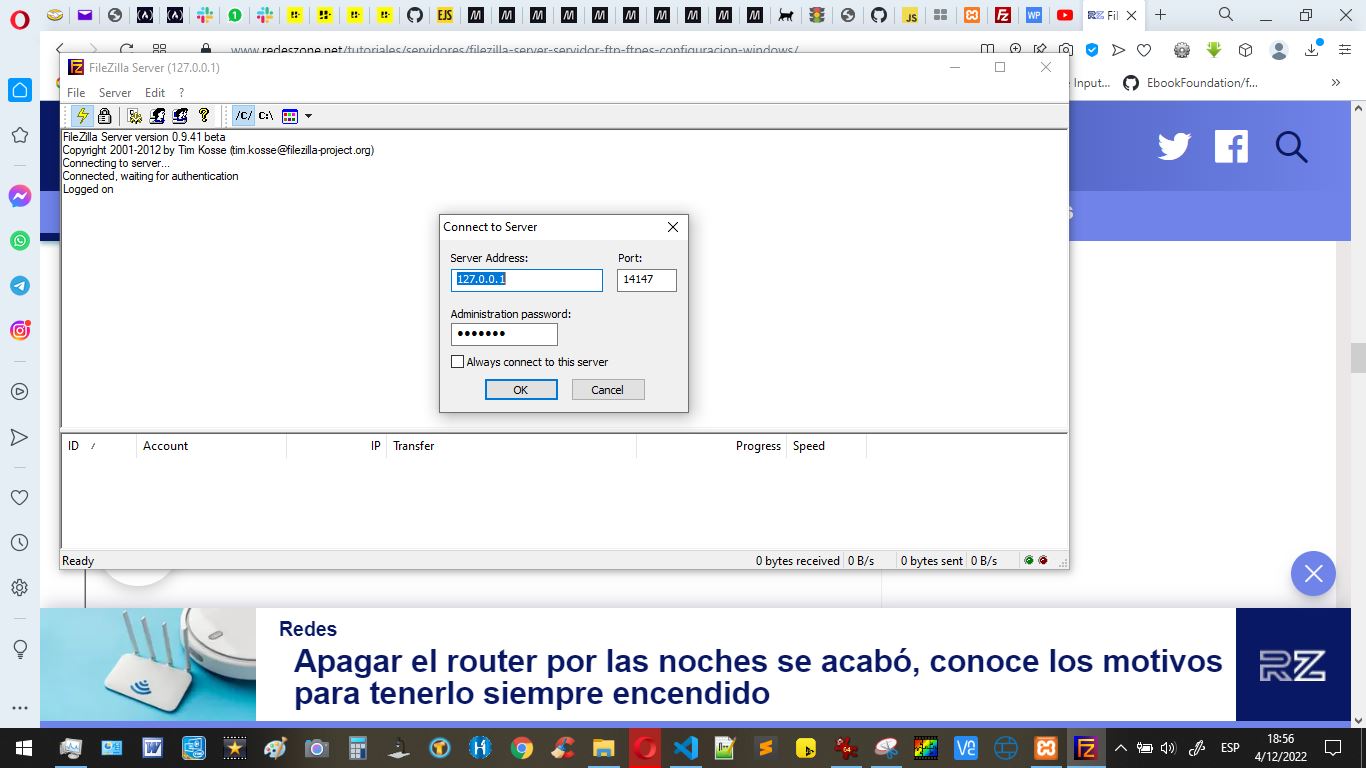 Fil
www.redeszone.net/tutoriales/servidores/filezilla-server-servidor-ftp-ftpes-configuracion-windows/
FileZilla Server (127.0.0.1)
File Server Edit ?
e Input... EbookFoundation/f... »
/C/ C:\
FileZilla Server version 0.9.41 beta
Copyright 2001-2012 by Tim Kosse (tim.kosse@filezilla-project.org)
Connecting to server...
Connected, waiting for authentication
Logged on
Connect to Server
Server Address: Port:
127.0.0.1 14147
Administration password:
•••••••
Always connect to this server
OK Cancel
ID / Account IP Transfer Progress Speed
Ready 0 bytes received 0 B/s 0 bytes sent 0 B/s
Redes
Apagar el router por las noches se acabó, conoce los motivos
para tenerlo siempre encendido
RZ
ESP 18:56
4/12/2022